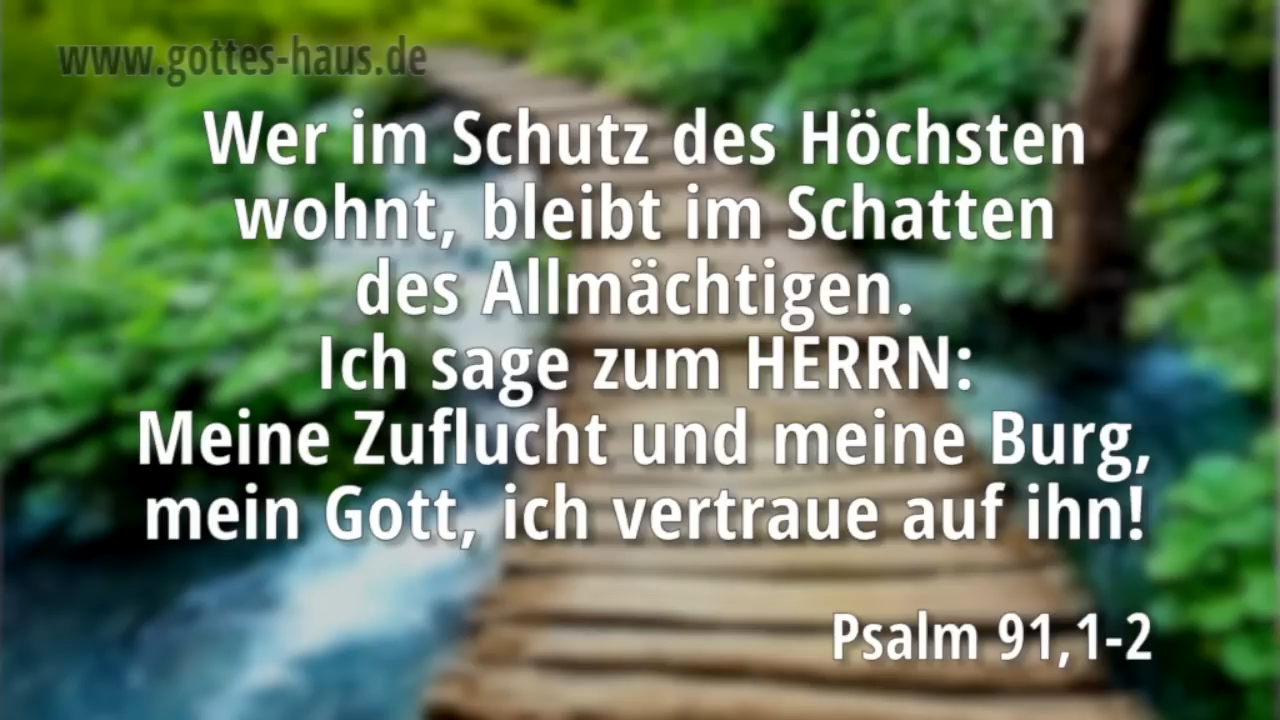 www.gottes-haus.de
Wer im Schutz des Höchsten
wohnt, bleibt im Schatten
des Allmächtigen.
Ich sage zum HERRN:
Meine Zuflucht und meine Burg,
mein Gott, ich vertraue auf ihn!
Psalm 91,1-2